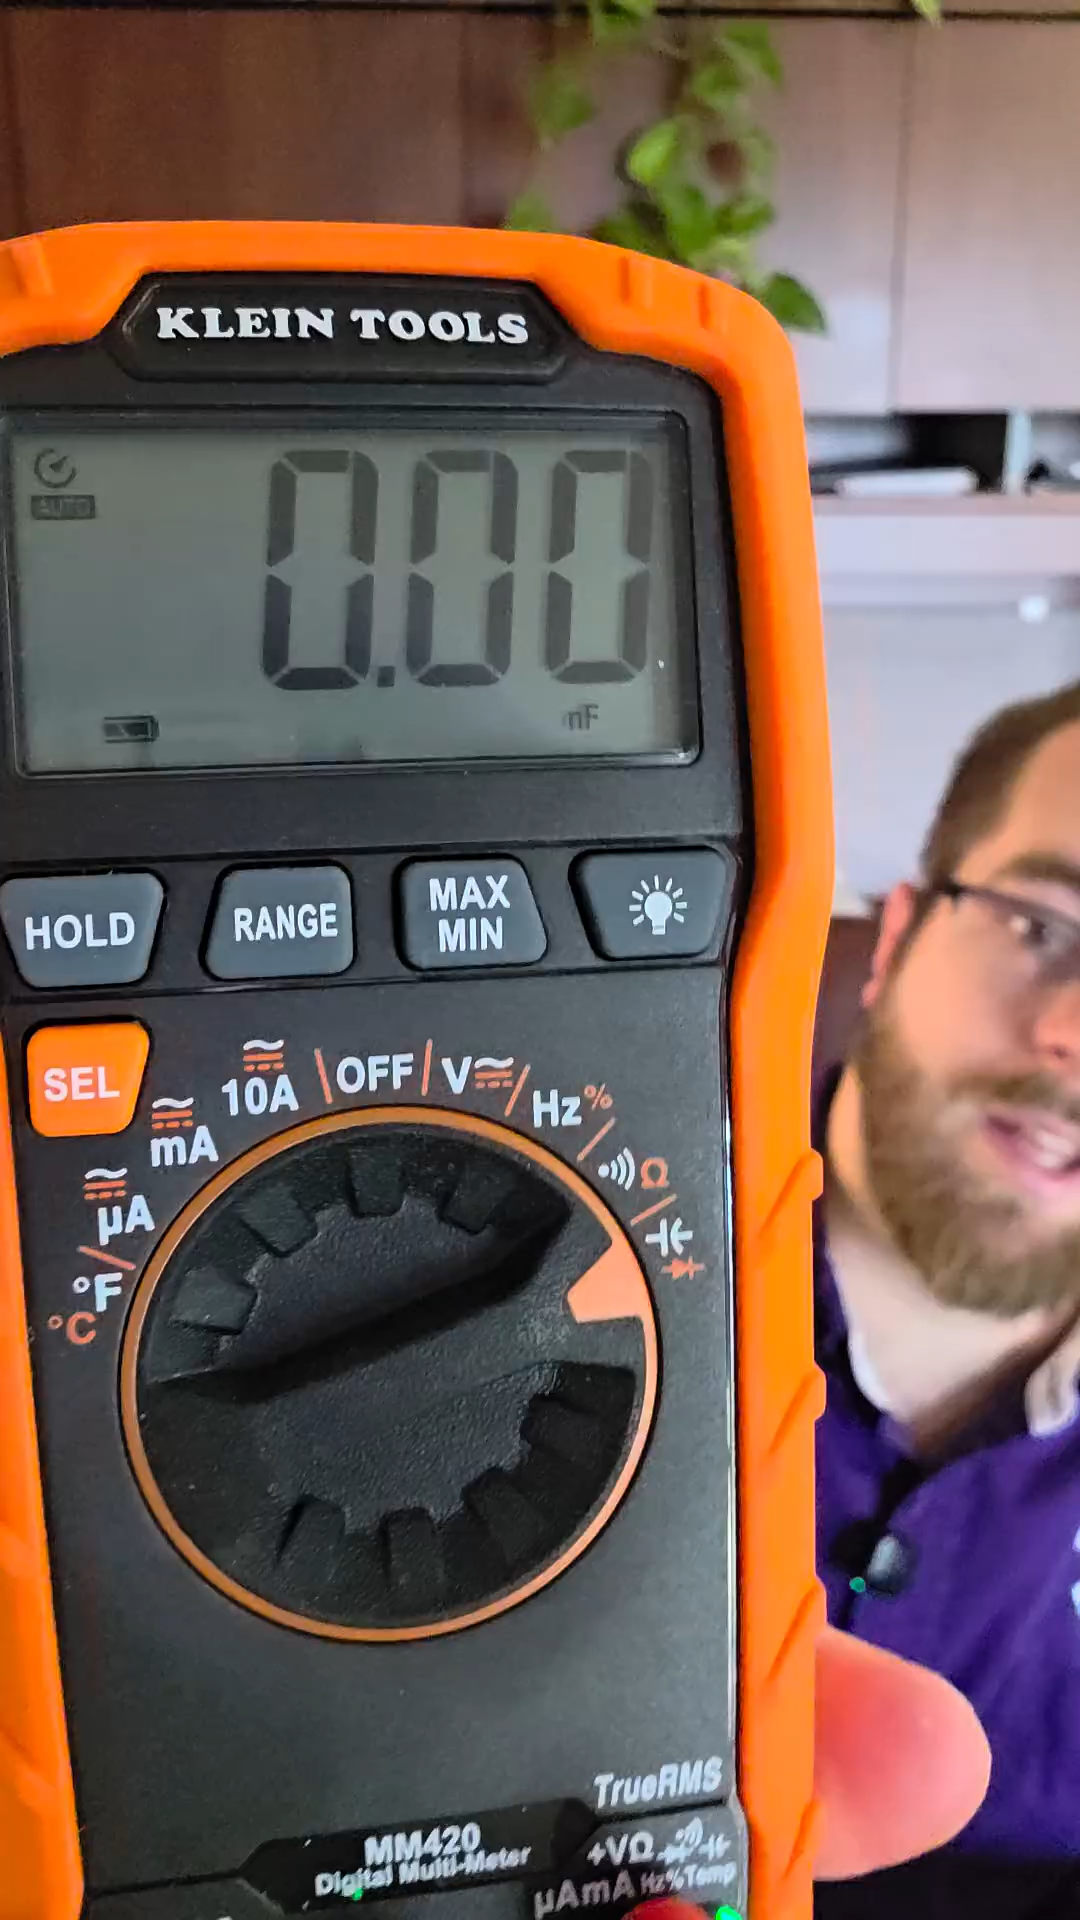 KLEIN TOOLS
AUTO
0.00
nF
HOLD
RANGE
MAX
MIN
SEL
10A
OFF
V
Hz%
mA
Ω
µA
°F
°C
TrueRMS
MM420
Digital Multi-Meter
+VΩ
µAmA Hz%Temp